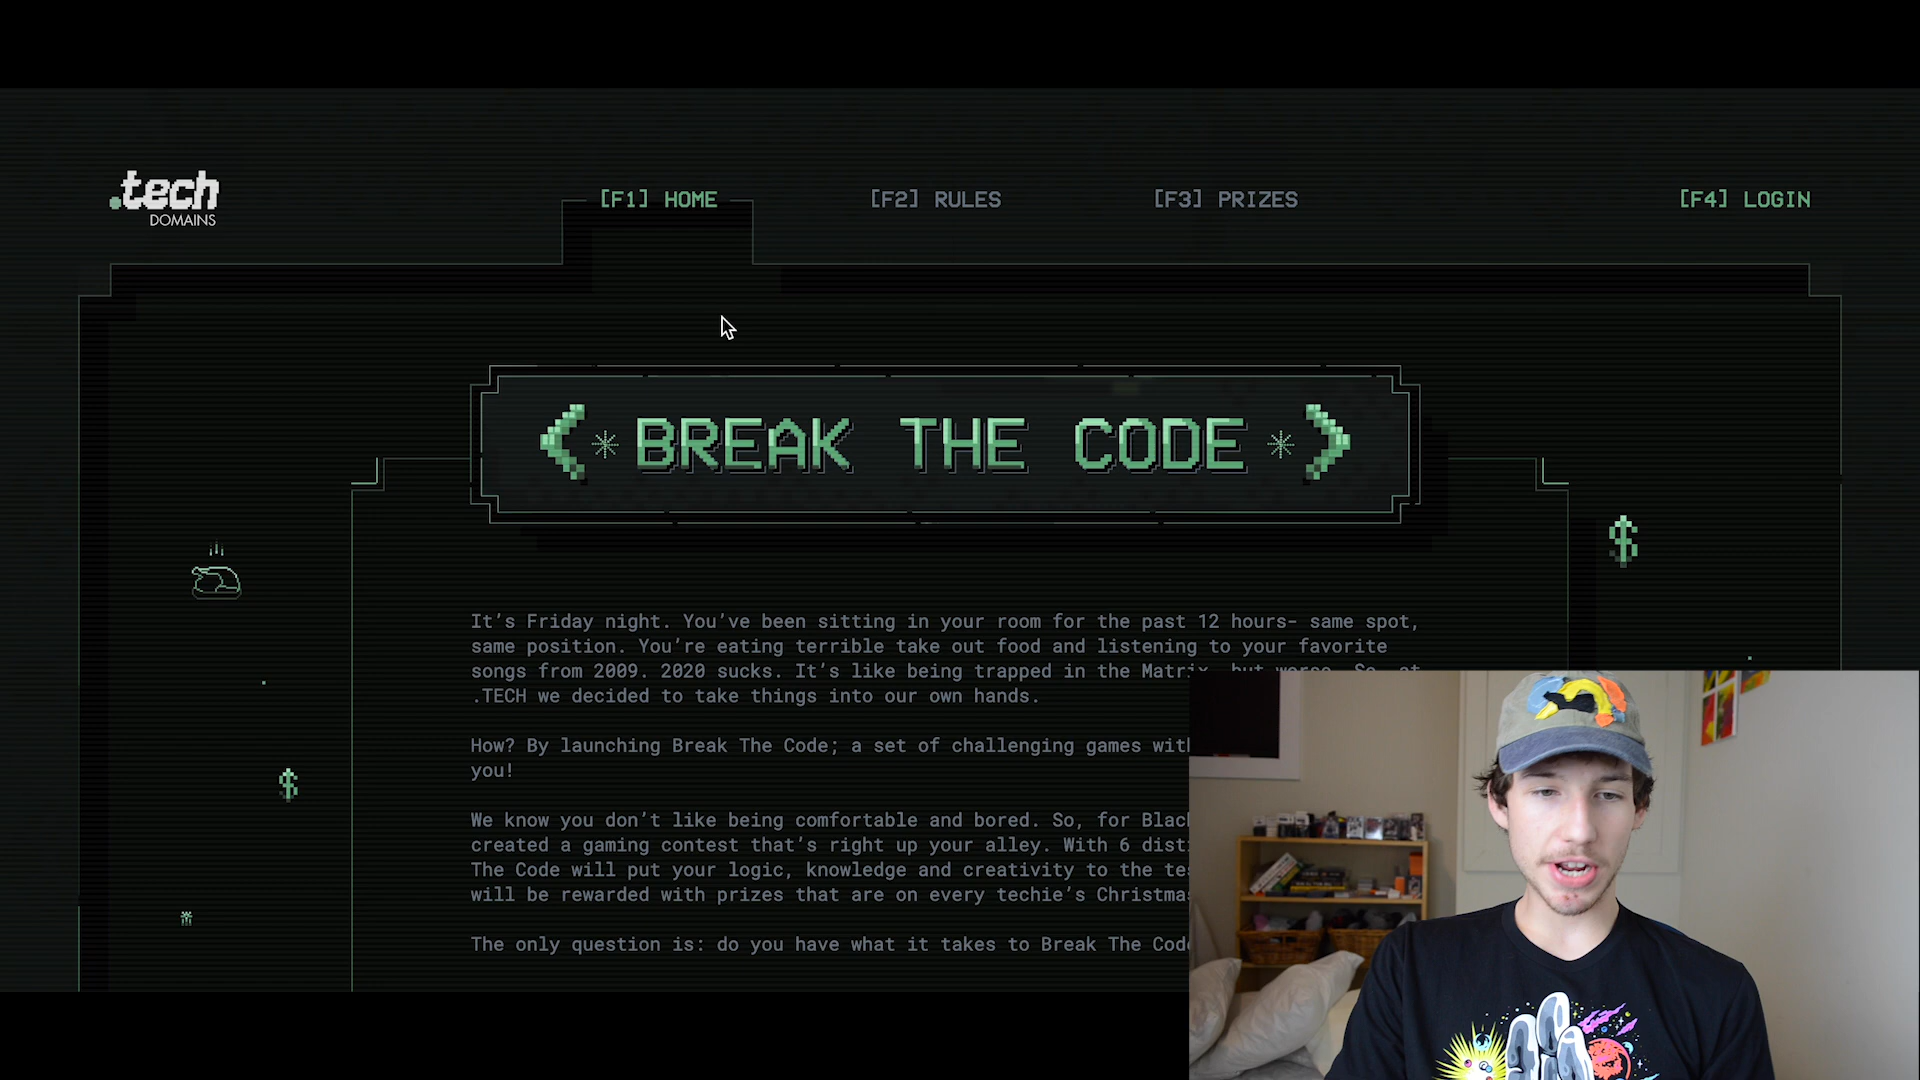 .tech
DOMAINS
[F1] HOME
[F2] RULES
[F3] PRIZES
[F4] LOGIN
BREAK THE CODE
It's Friday night. You've been sitting in your room for the past 12 hours- same spot,
same position. You're eating terrible take out food and listening to your favorite
songs from 2009. 2020 sucks. It's like being trapped in the Matrix, but worse. So, at
.TECH we decided to take things into our own hands.
How? By launching Break The Code; a set of challenging games with
you!
We know you don't like being comfortable and bored. So, for
created a gaming contest that's right up your alley. With 6
The Code will put your logic, knowledge and creativity to the
will be rewarded with prizes that are on every techie's
The only question is: do you have what it takes to Break The